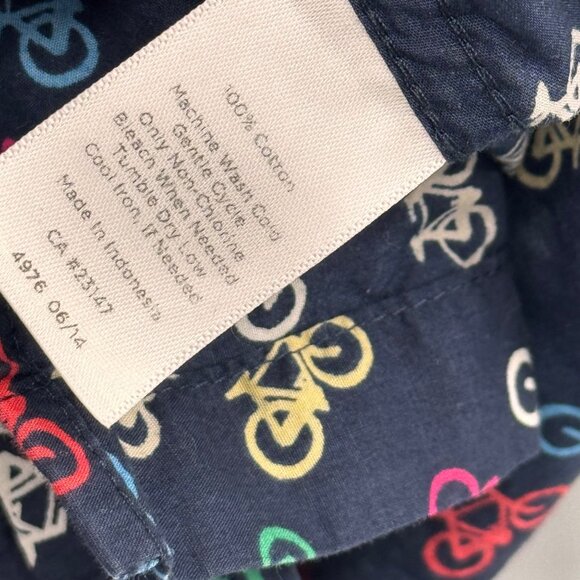 100% Cotton
Machine Wash Cold
Gentle Cycle
Only Non-Chlorine
Bleach When Needed
Tumble Dry Low
Cool Iron, If Needed
Made In Indonesia
CA #23147
4976 06/14